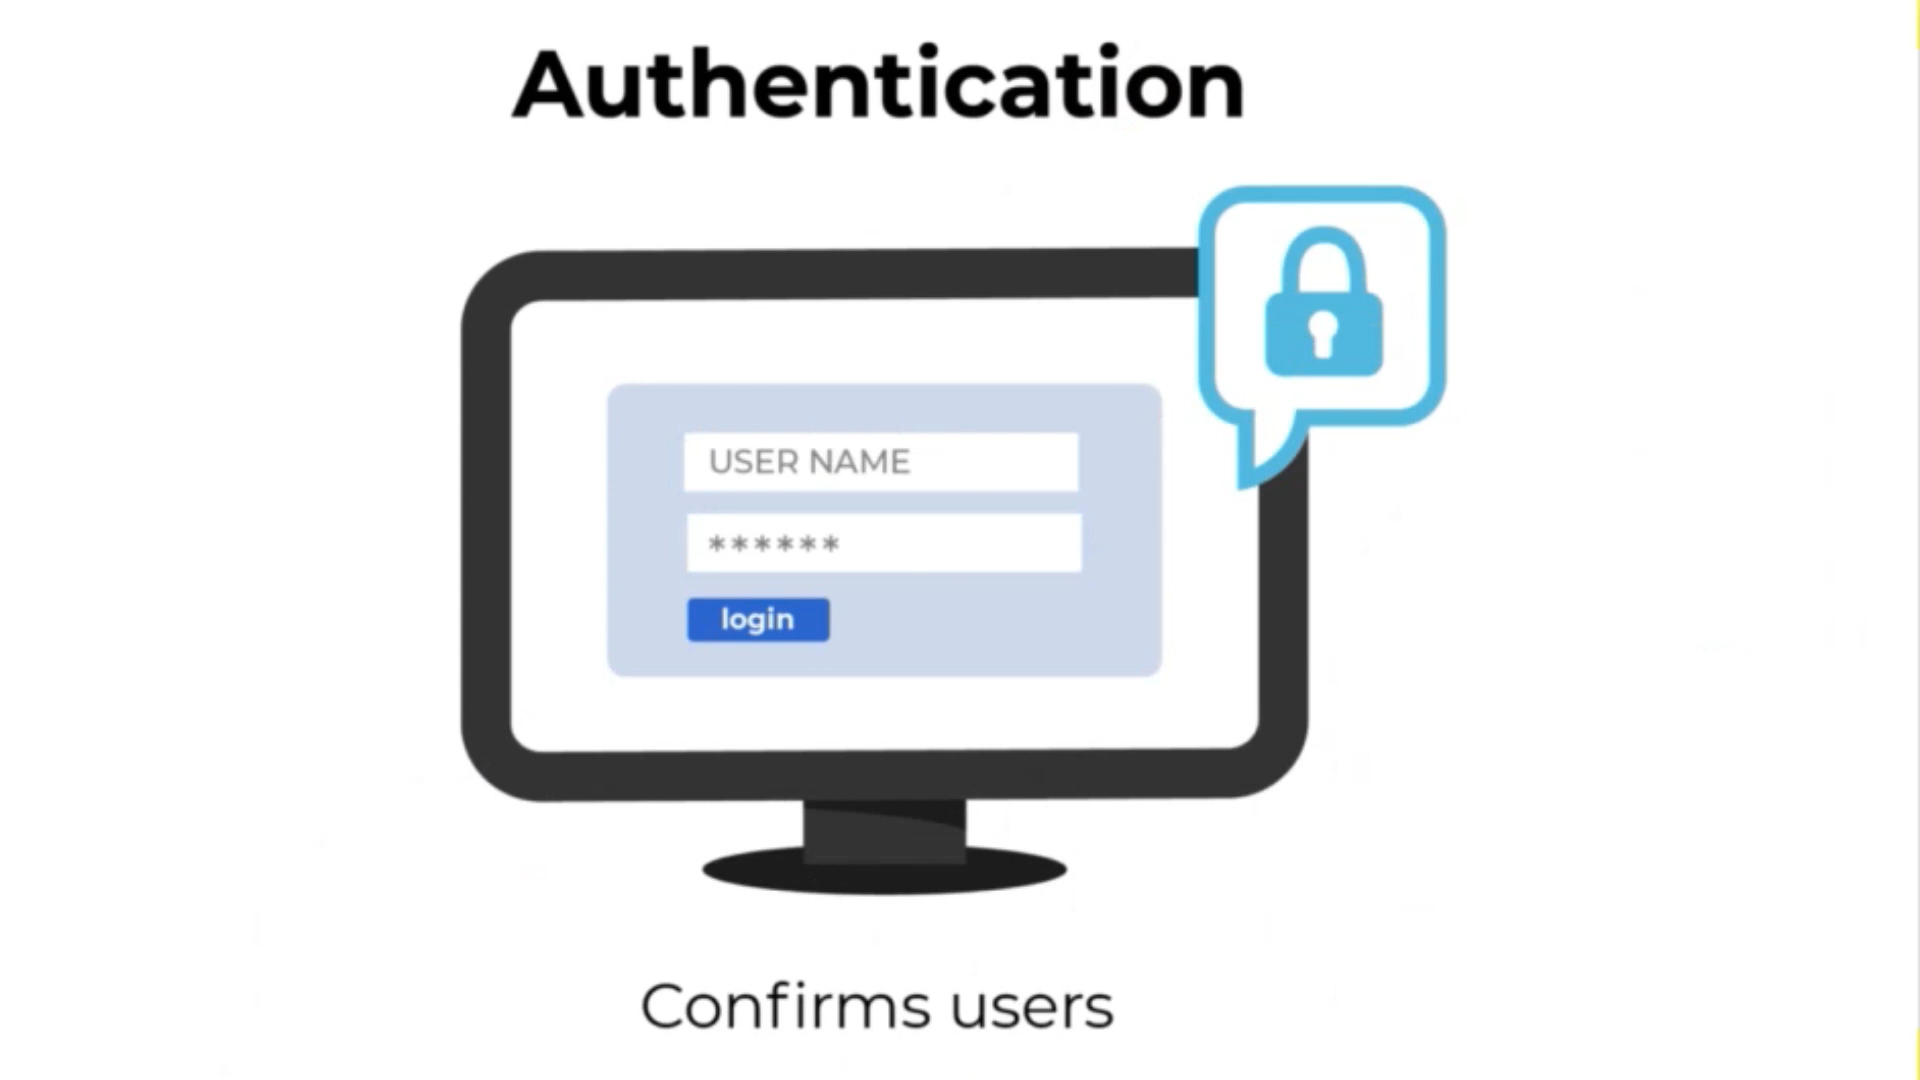 Authentication
USER NAME
******
login
Confirms users